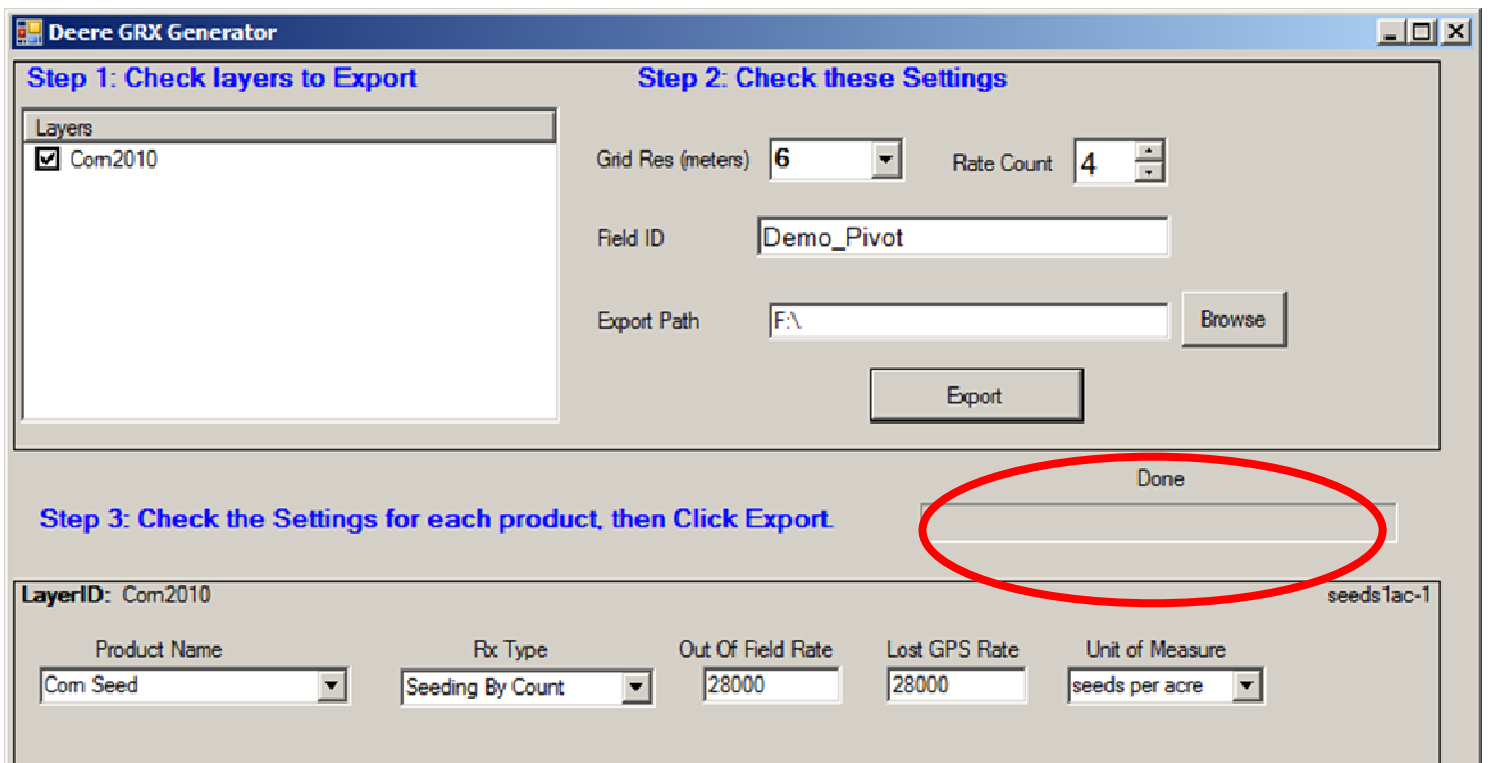 Deere GRX Generator
Step 1: Check layers to Export
Step 2: Check these Settings
Layers
Corn2010
Grid Res (meters) 6 Rate Count 4
Field ID Demo_Pivot
Export Path F:\ Browse
Export
Done
Step 3: Check the Settings for each product, then Click Export.
LayerID: Corn2010 seeds1ac-1
Product Name Rx Type Out Of Field Rate Lost GPS Rate Unit of Measure
Corn Seed Seeding By Count 28000 28000 seeds per acre